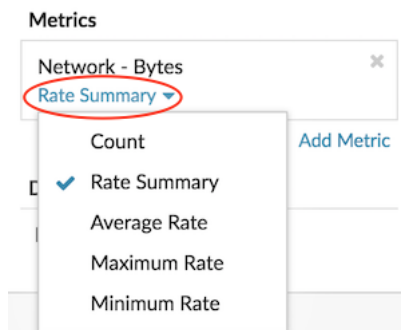 Metrics
Network - Bytes
Rate Summary
Count
Add Metric
Rate Summary
Average Rate
Maximum Rate
Minimum Rate